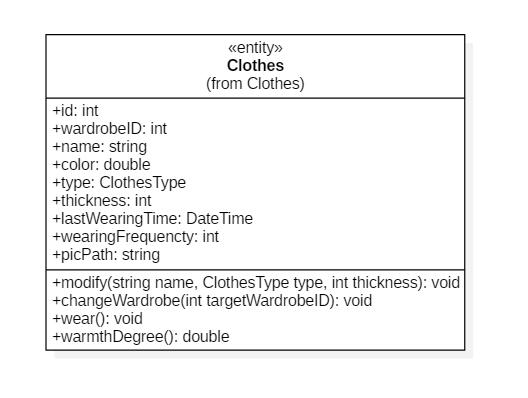 «entity»
Clothes
(from Clothes)
+id: int
+wardrobeID: int
+name: string
+color: double
+type: ClothesType
+thickness: int
+lastWearingTime: DateTime
+wearingFrequencty: int
+picPath: string
+modify(string name, ClothesType type, int thickness): void
+changeWardrobe(int targetWardrobeID): void
+wear(): void
+warmthDegree(): double